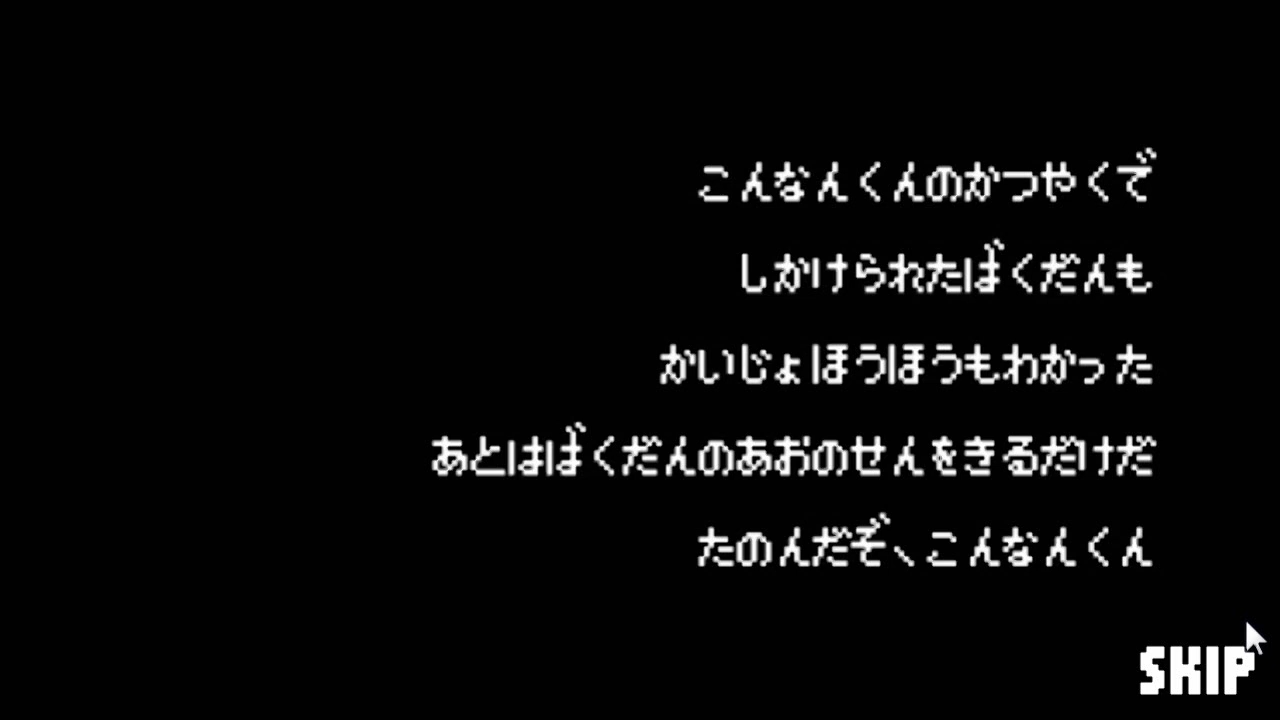 こんなんくんのかつやくで
しかけられたばくだんも
かいじょほうほうもわかった
あとはばくだんのあおのせんをきるだけだ
たのんだぞ、こんなんくん
SKIP